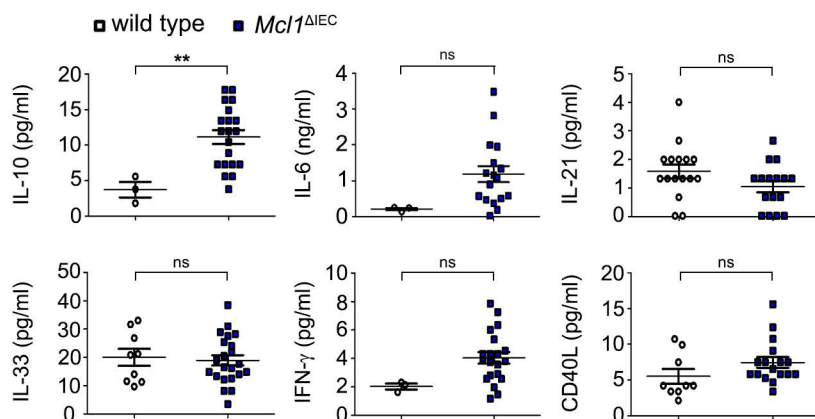 wild type Mcl1ΔIEC
**
IL-10 (pg/ml)
20
15
10
5
0
ns
IL-6 (ng/ml)
4
3
2
1
0
ns
IL-21 (pg/ml)
5
4
3
2
1
0
ns
IL-33 (pg/ml)
50
40
30
20
10
0
ns
IFN-γ (pg/ml)
10
8
6
4
2
0
ns
CD40L (pg/ml)
20
15
10
5
0